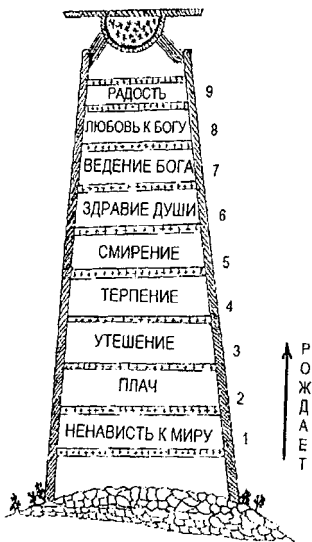 РАДОСТЬ 9
ЛЮБОВЬ К БОГУ 8
ВЕДЕНИЕ БОГА 7
ЗДРАВИЕ ДУШИ 6
СМИРЕНИЕ 5
ТЕРПЕНИЕ 4
УТЕШЕНИЕ 3
ПЛАЧ 2
НЕНАВИСТЬ К МИРУ 1
РОЖДАЕТ